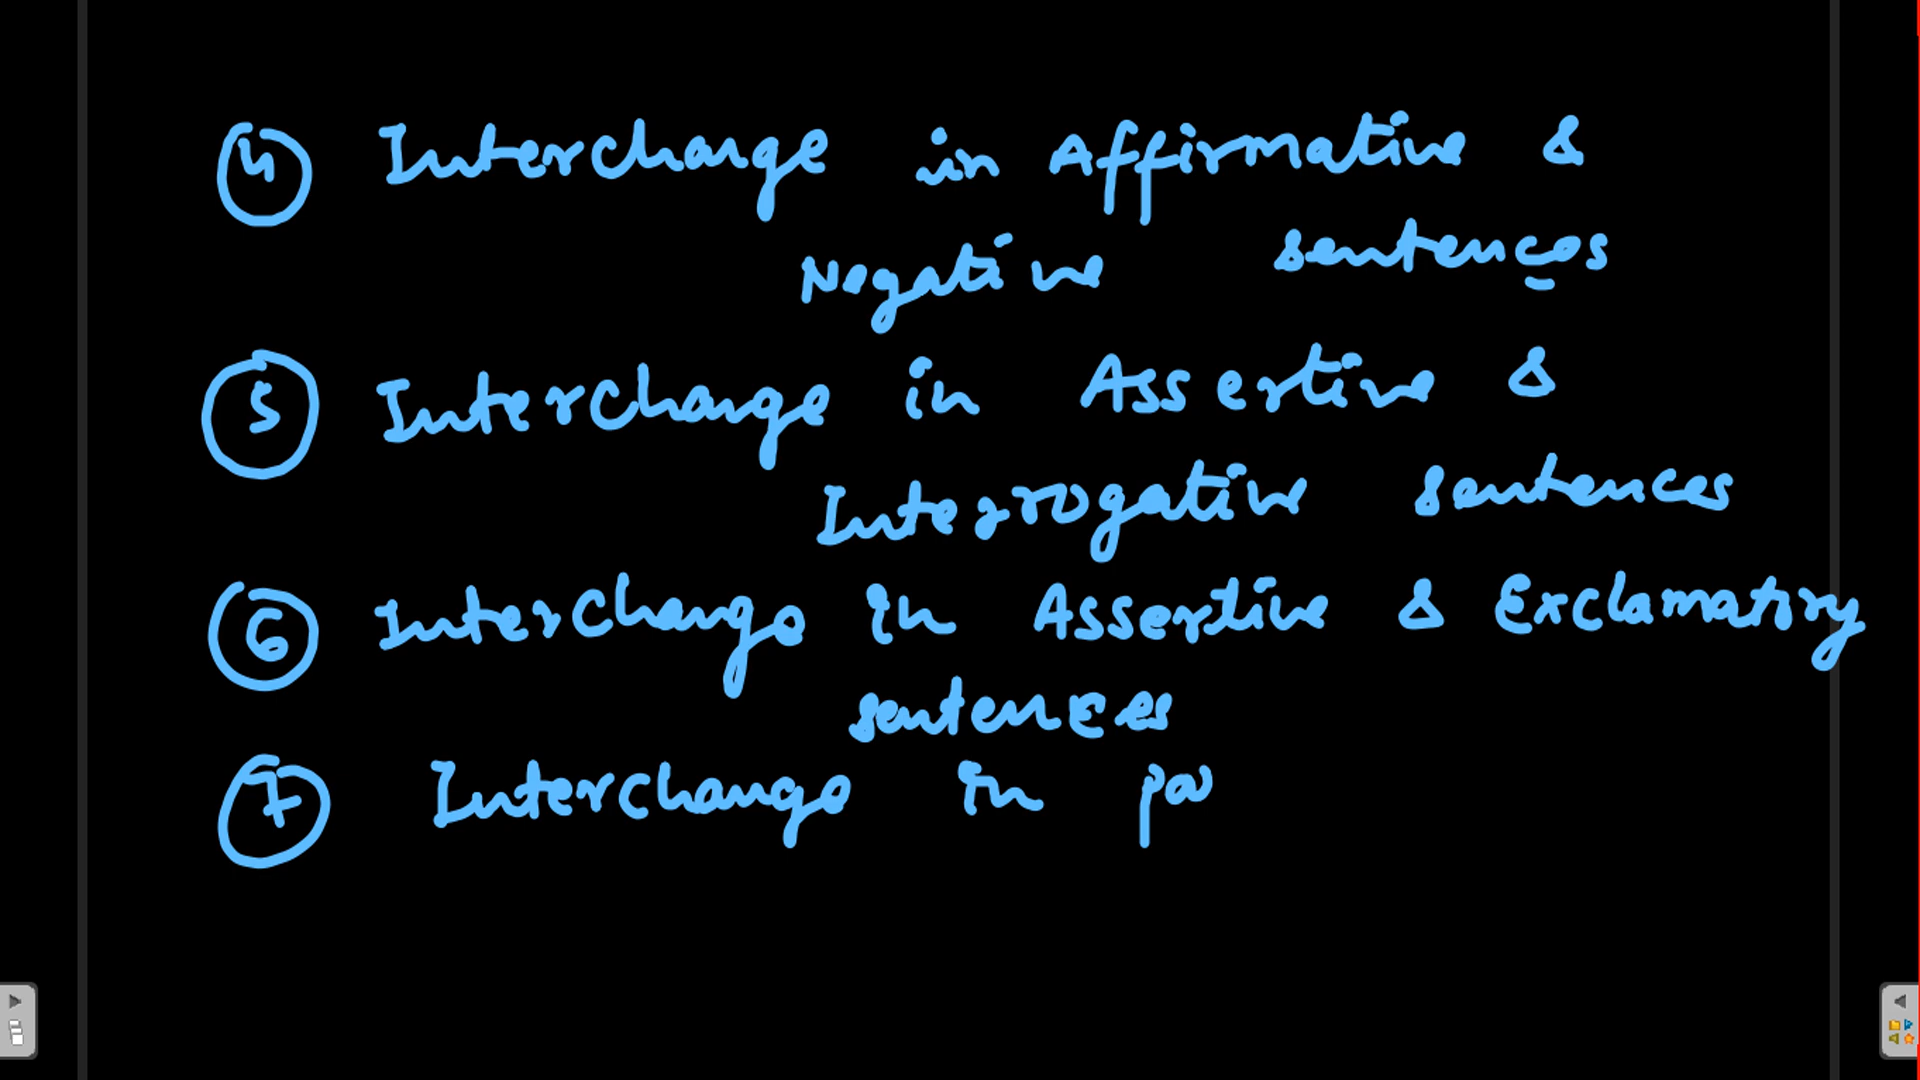 4 Interchange in Affirmative &
Negative sentences
5 Interchange in Assertive &
Interrogative sentences
6 Interchange in Assertive & Exclamatory
sentences
7 Interchange in pa